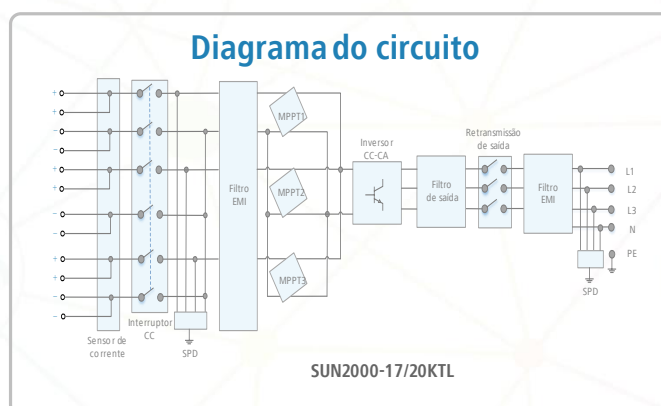 Diagrama do circuito
+
+
−
−
+
+
−
−
+
+
−
−
Sensor de
corrente
Interruptor
CC
SPD
Filtro
EMI
MPPT1
MPPT2
MPPT3
Inversor
CC-CA
Filtro
de saída
Retransmissão
de saída
Filtro
EMI
L1
L2
L3
N
PE
SPD
SUN2000-17/20KTL